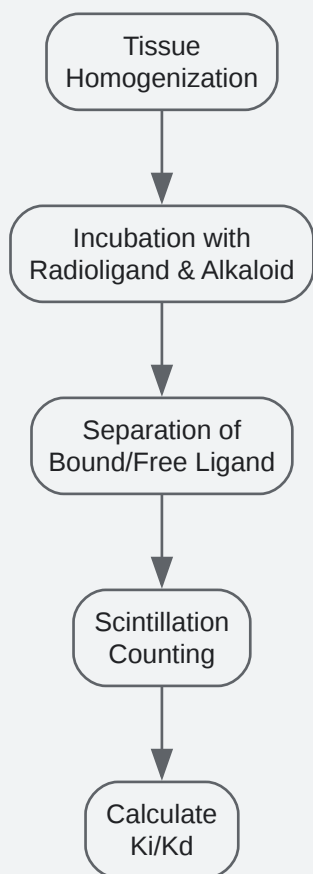 Tissue
Homogenization
Incubation with
Radioligand & Alkaloid
Separation of
Bound/Free Ligand
Scintillation
Counting
Calculate
Ki/Kd